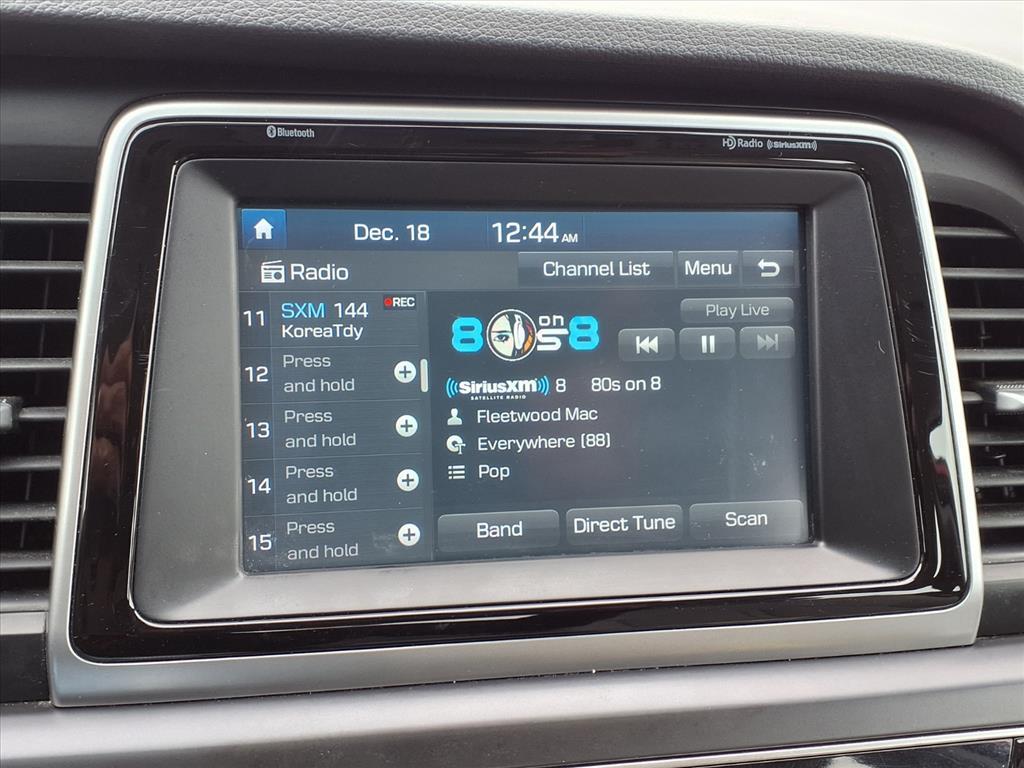 Bluetooth
HD Radio ((SiriusXM))
Dec. 18
12:44 AM
Radio
Channel List
Menu
11
SXM 144
REC
KoreaTdy
12
Press
and hold
13
Press
and hold
14
Press
and hold
15
Press
and hold
8 on 8
0s
Play Live
((SiriusXM)) 8 80s on 8
SATELLITE RADIO
Fleetwood Mac
Everywhere (88)
Pop
Band
Direct Tune
Scan